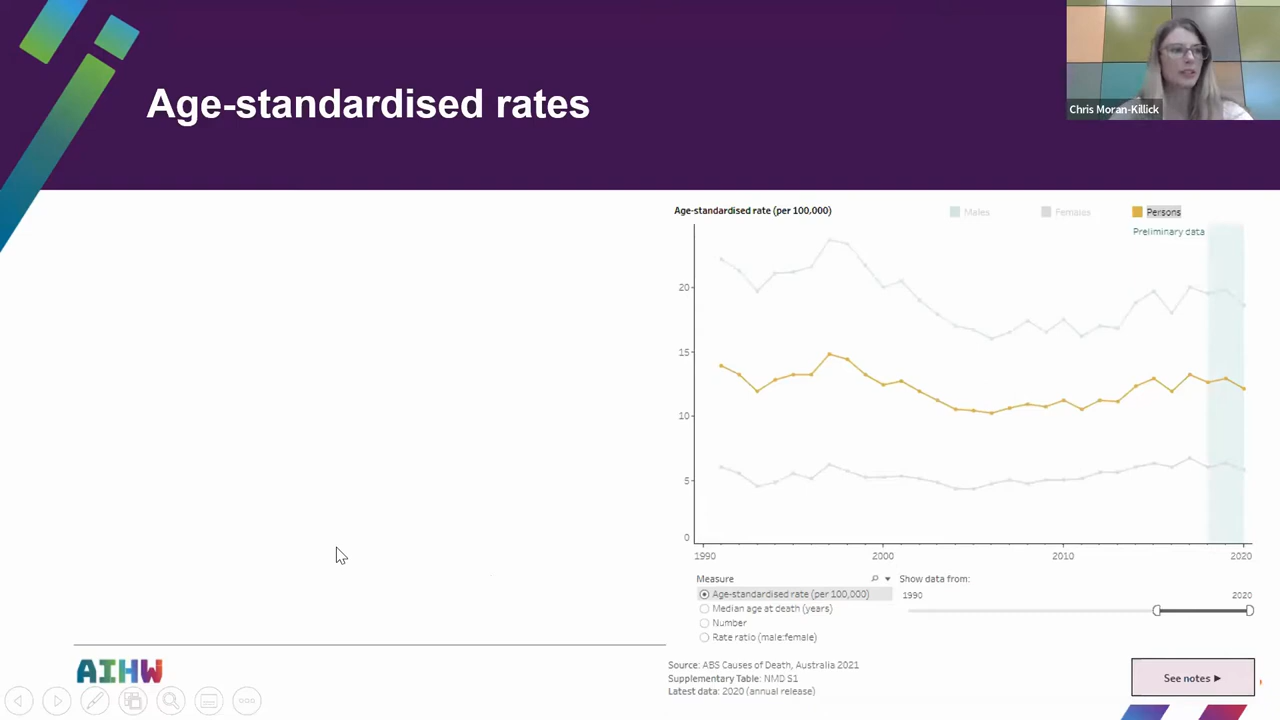 Age-standardised rates
Chris Moran-Killick
Age-standardised rate (per 100,000)
Males
Females
Persons
Preliminary data
20
15
10
5
0
1990
2000
2010
2020
Measure
Age-standardised rate (per 100,000)
Median age at death (years)
Number
Rate ratio (male:female)
Show data from:
1990
2020
Source: ABS Causes of Death, Australia 2021
Supplementary Table: NMD S1
Latest data: 2020 (annual release)
See notes ▶
AIHW